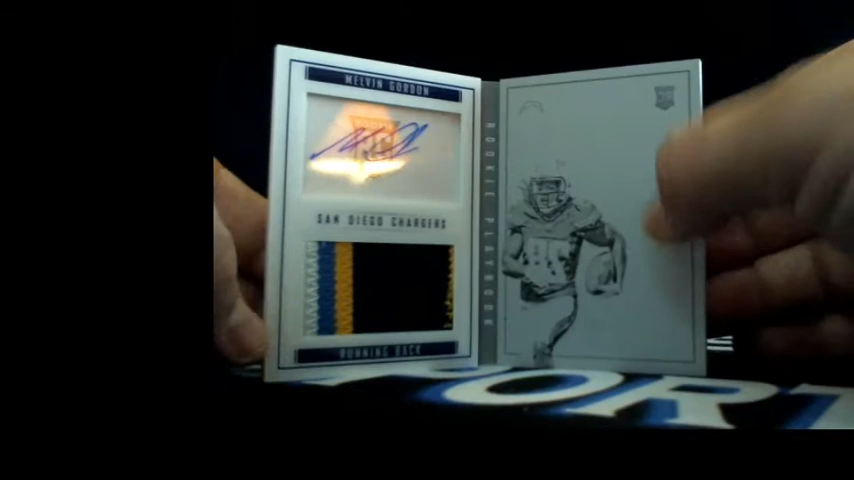 MELVIN GORDON
SAN DIEGO CHARGERS
RUNNING BACK
ROOKIE PLAYBOOK